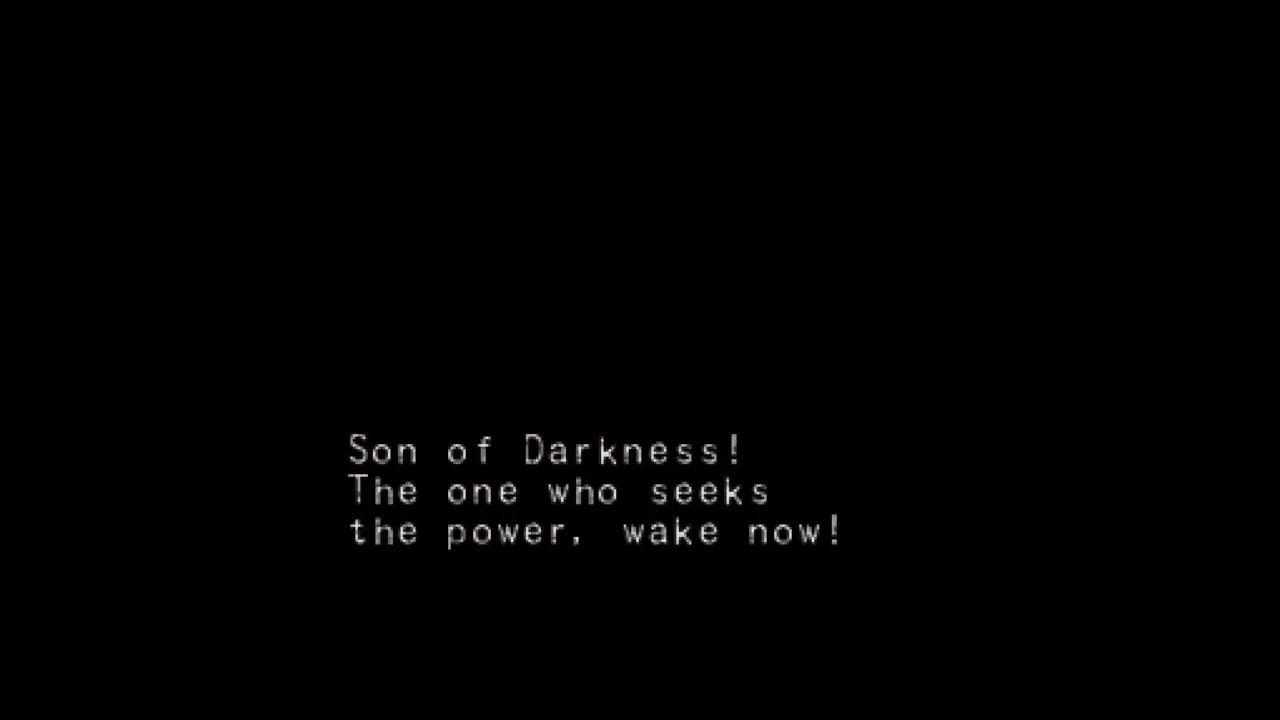 Son of Darkness!
The one who seeks
the power, wake now!